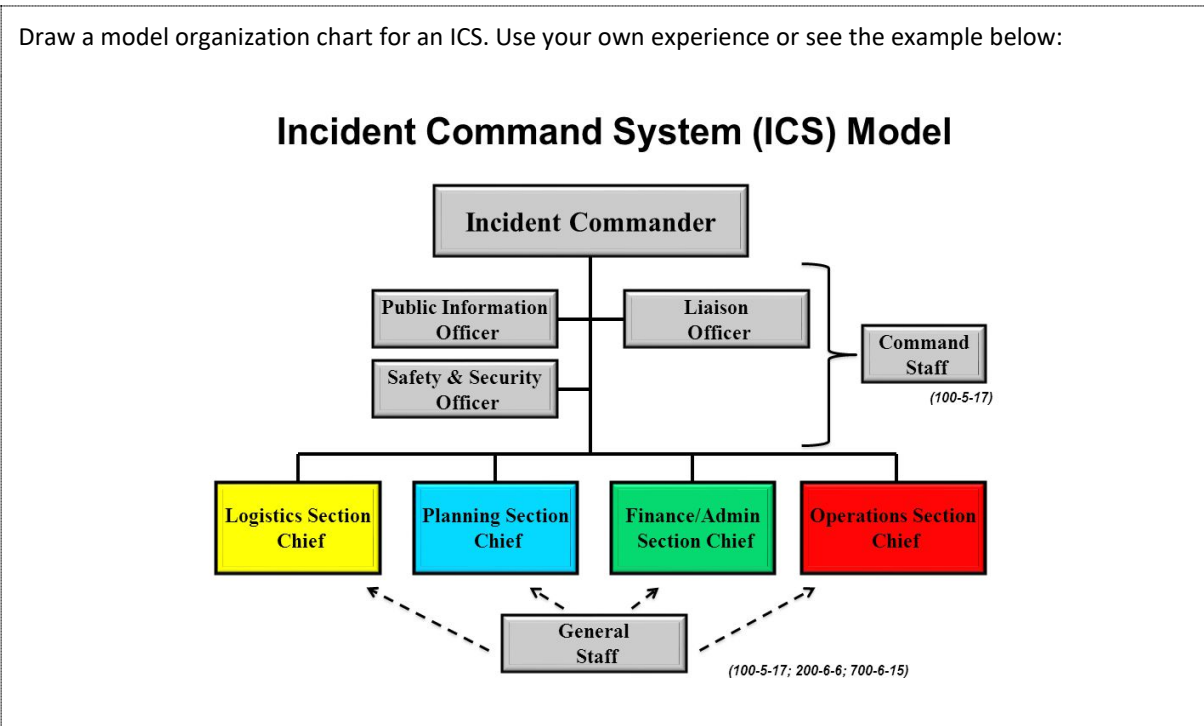 Draw a model organization chart for an ICS. Use your own experience or see the example below:
Incident Command System (ICS) Model
Incident Commander
Public Information
Officer
Liaison
Officer
Safety & Security
Officer
Command
Staff
(100-5-17)
Logistics Section
Chief
Planning Section
Chief
Finance/Admin
Section Chief
Operations Section
Chief
General
Staff
(100-5-17; 200-6-6; 700-6-15)